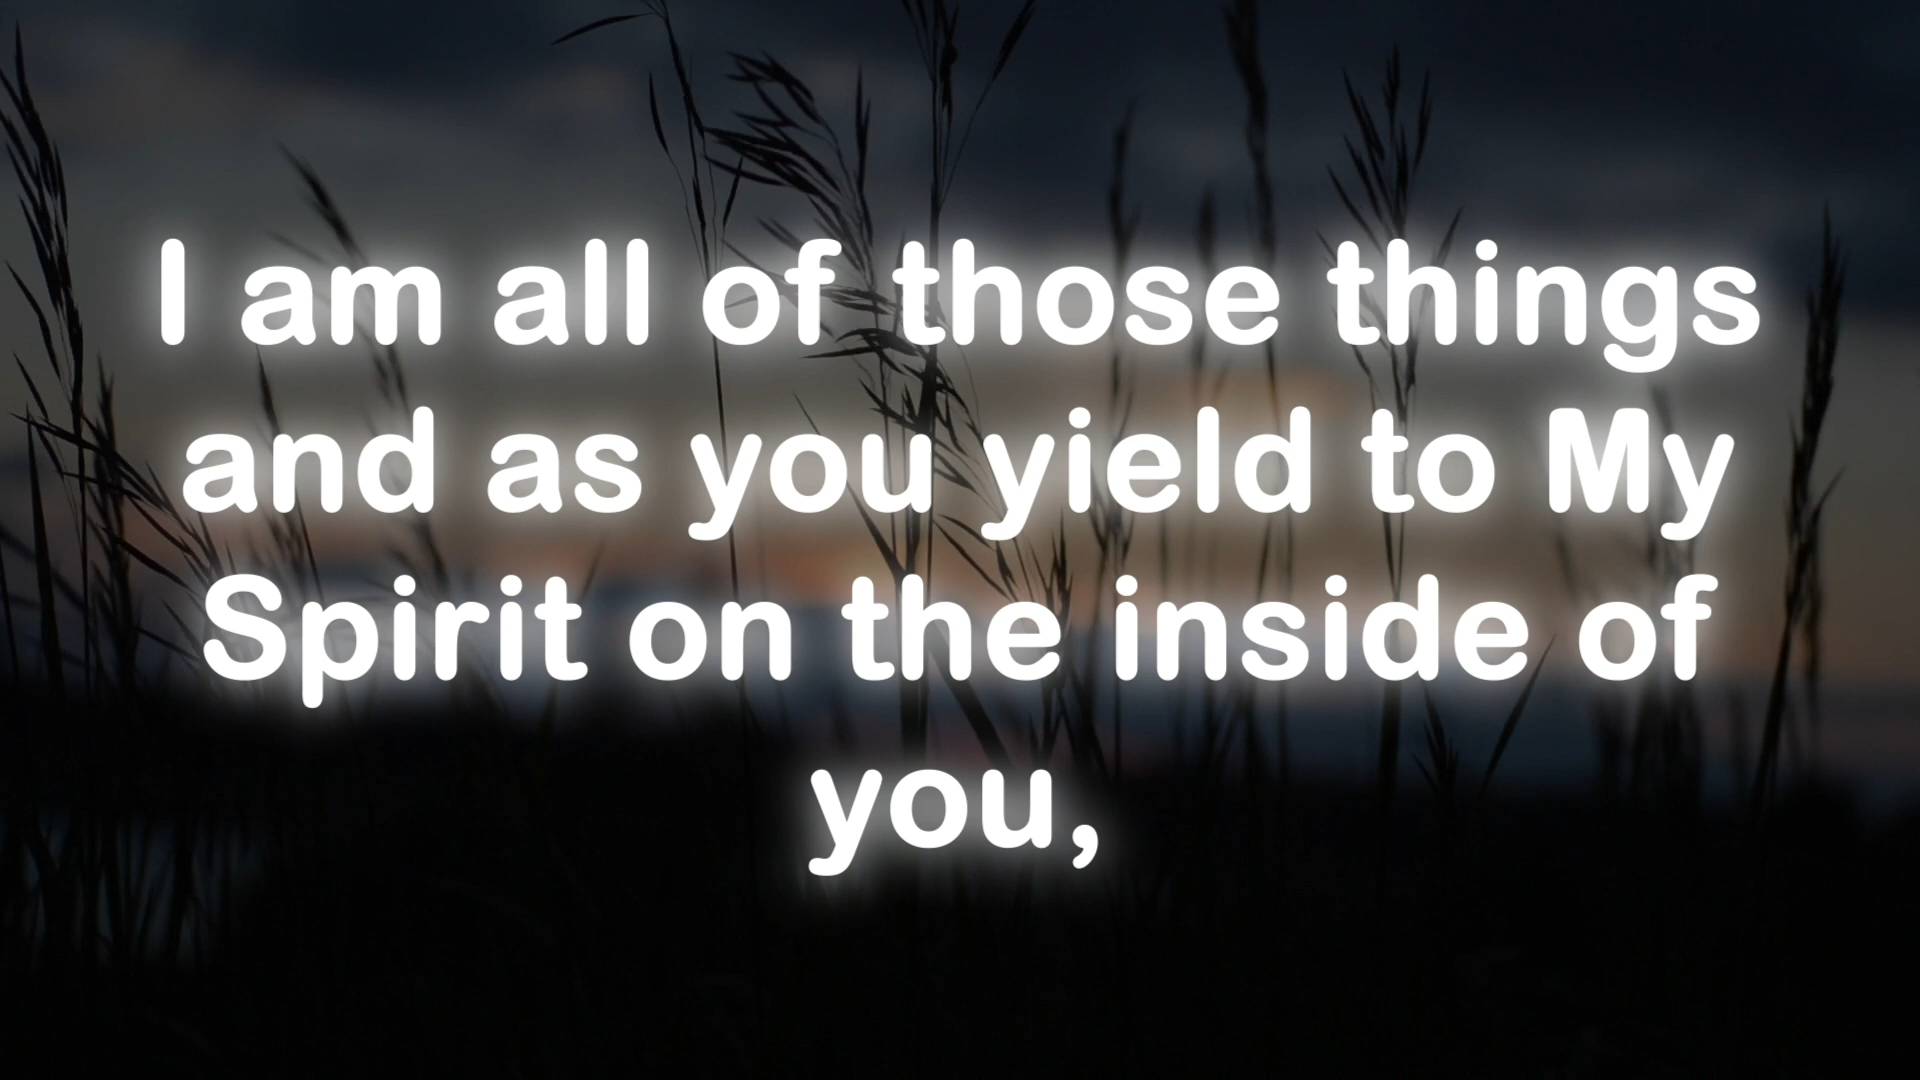 I am all of those things
and as you yield to My
Spirit on the inside of
you,